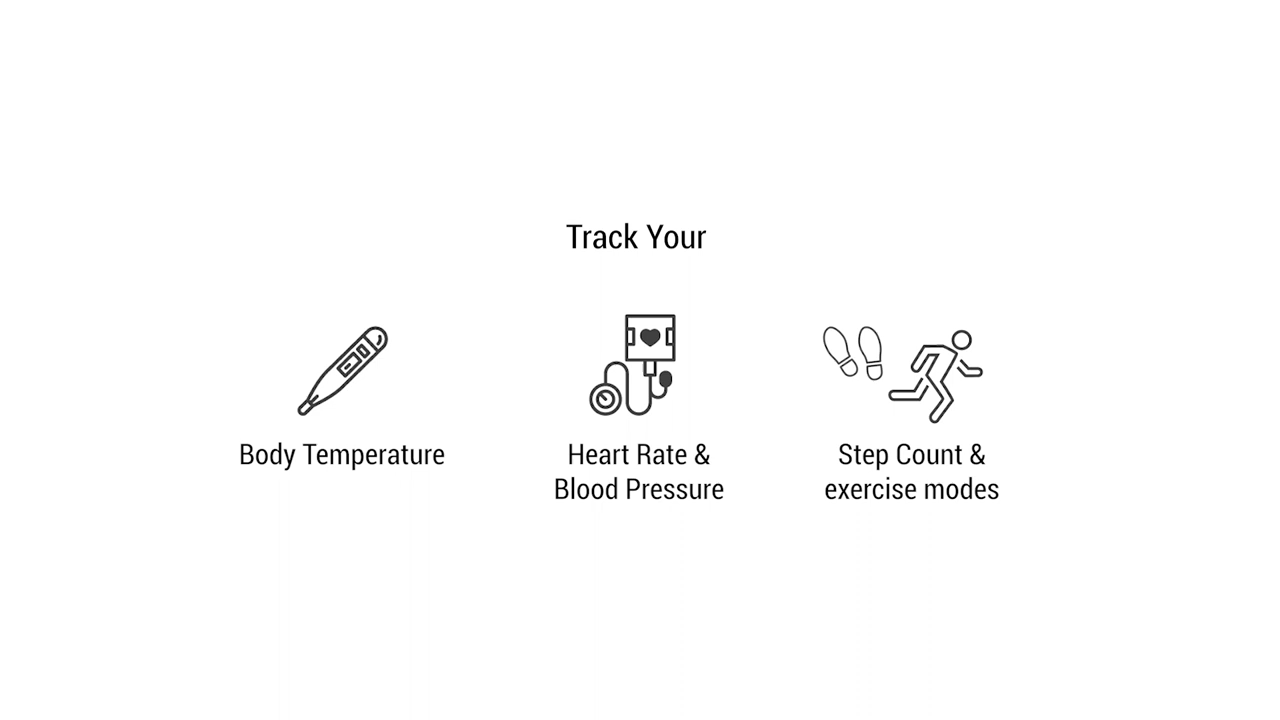 Track Your
Body Temperature
Heart Rate &
Blood Pressure
Step Count &
exercise modes